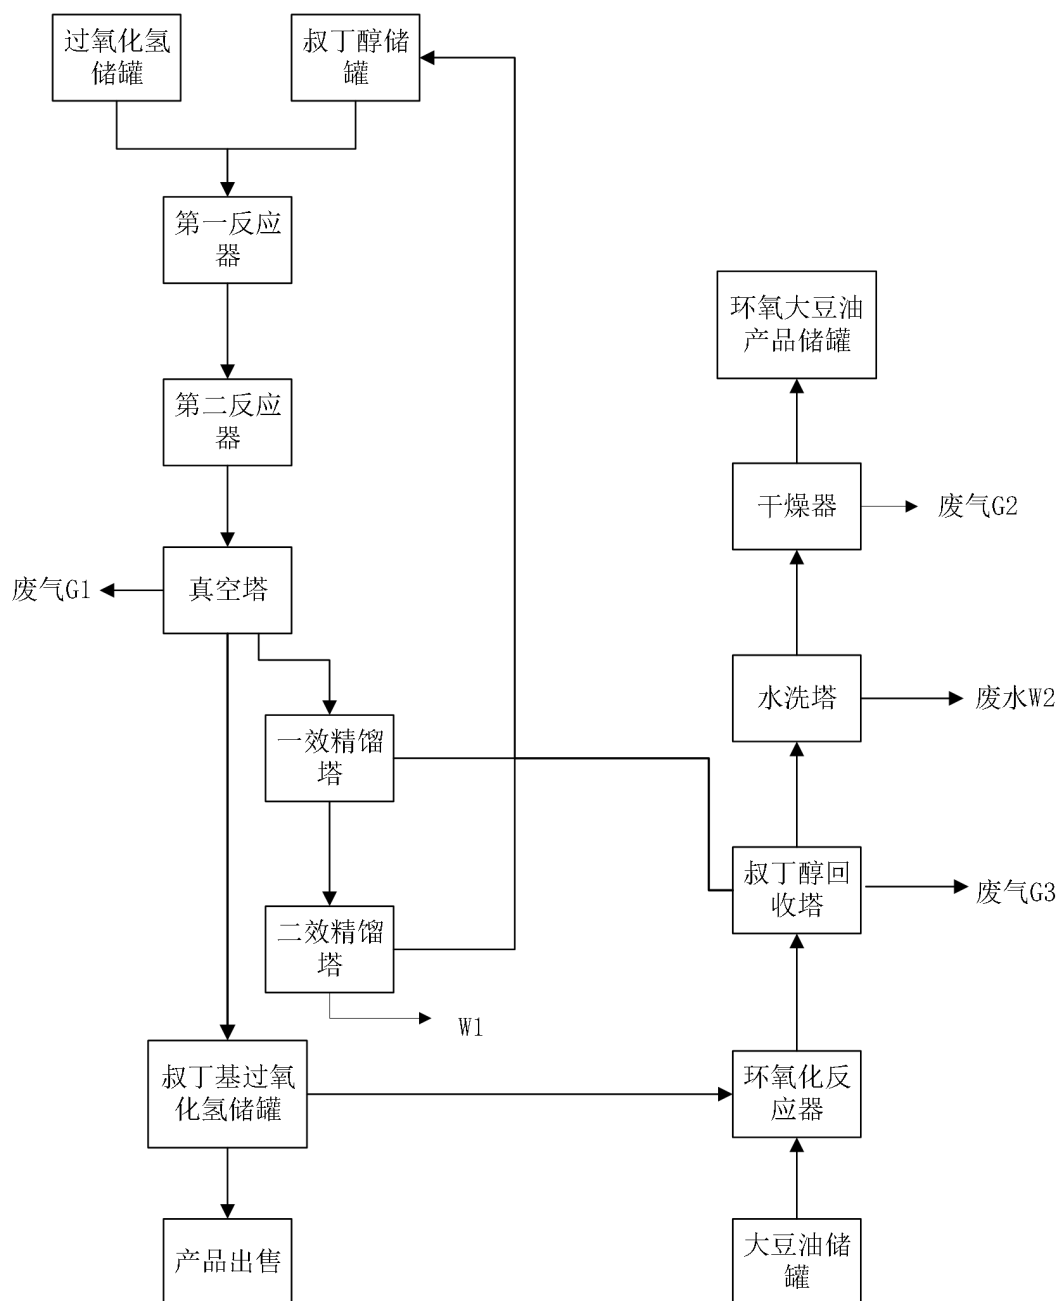 过氧化氢
储罐
叔丁醇储
罐
第一反应
器
第二反应
器
废气G1
真空塔
一效精馏
塔
二效精馏
塔
W1
叔丁基过氧
化氢储罐
产品出售
环氧大豆油
产品储罐
干燥器
废气G2
水洗塔
废水W2
叔丁醇回
收塔
废气G3
环氧化反
应器
大豆油储
罐